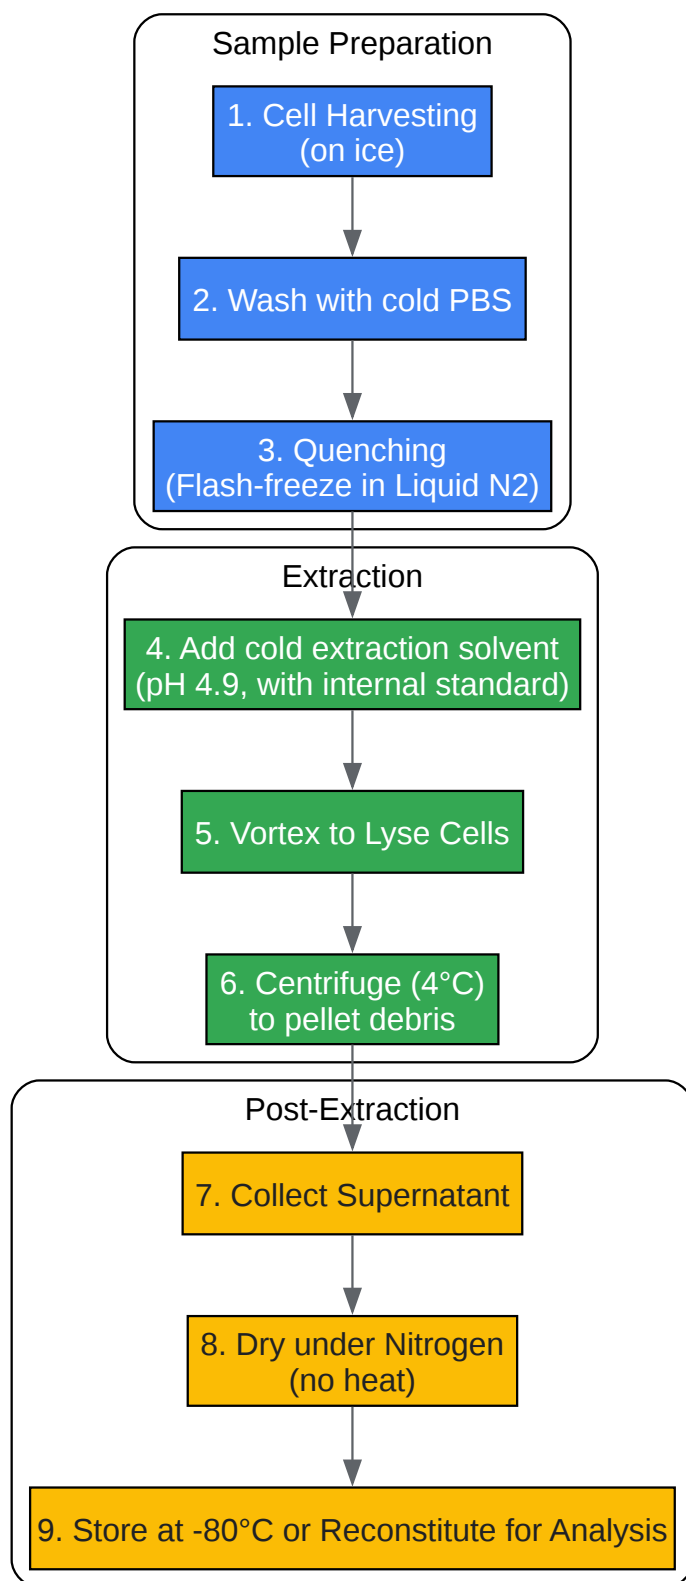 Sample Preparation
1. Cell Harvesting
(on ice)
2. Wash with cold PBS
3. Quenching
(Flash-freeze in Liquid N2)
Extraction
4. Add cold extraction solvent
(pH 4.9, with internal standard)
5. Vortex to Lyse Cells
6. Centrifuge (4°C)
to pellet debris
Post-Extraction
7. Collect Supernatant
8. Dry under Nitrogen
(no heat)
9. Store at -80°C or Reconstitute for Analysis